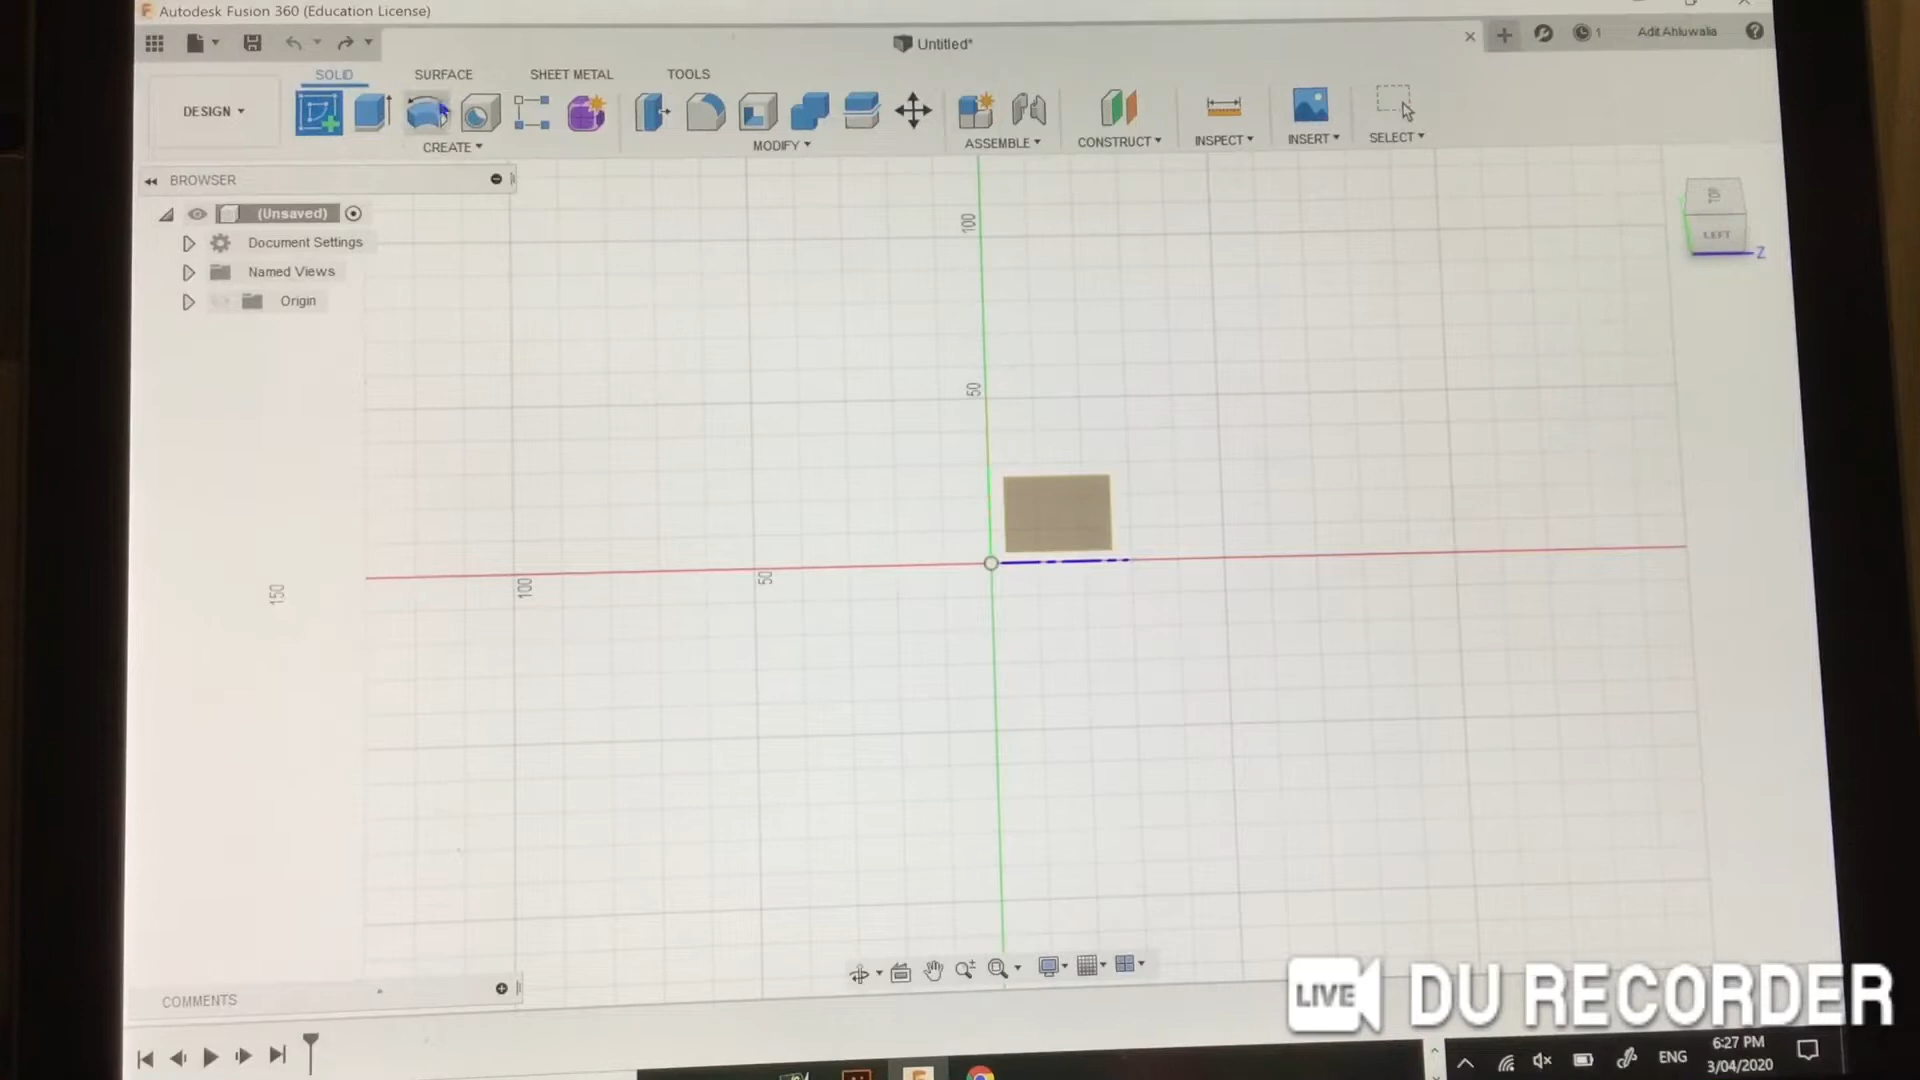 Autodesk Fusion 360 (Education License)
Untitled*
1
Adit Ahluwalia
SOLID
SURFACE
SHEET METAL
TOOLS
DESIGN
CREATE
MODIFY
ASSEMBLE
CONSTRUCT
INSPECT
INSERT
SELECT
BROWSER
(Unsaved)
Document Settings
Named Views
Origin
100
50
50
100
150
TOP
LEFT
Z
COMMENTS
LIVE DU RECORDER
ENG
6:27 PM
3/04/2020